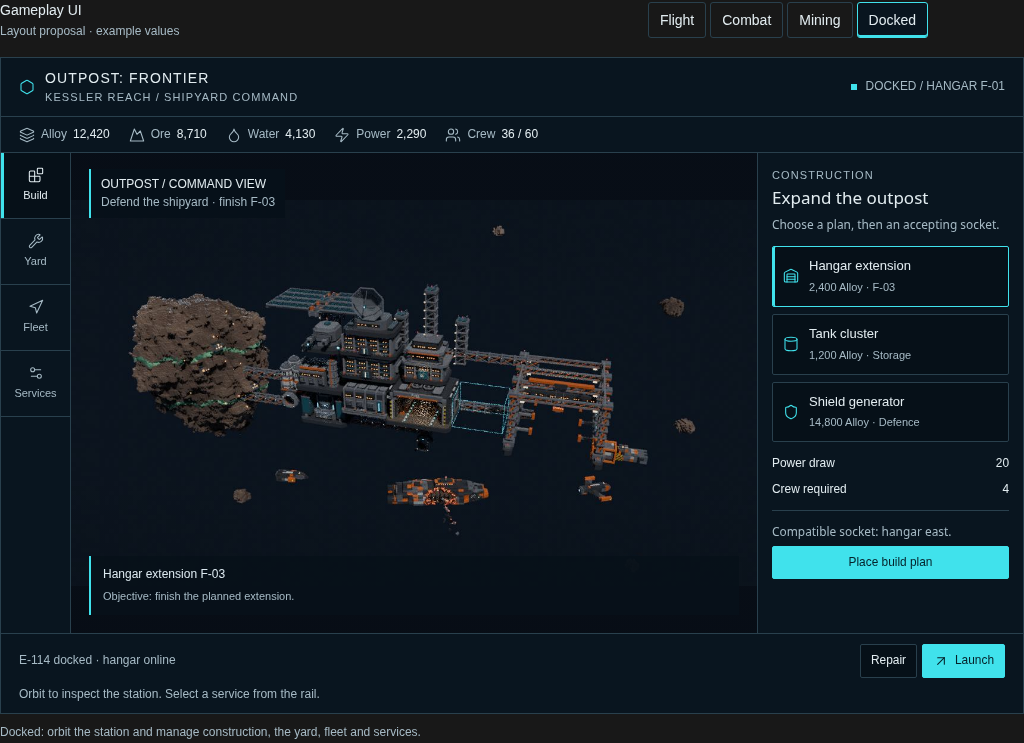 Gameplay UI
Layout proposal · example values
Flight
Combat
Mining
Docked
OUTPOST: FRONTIER
KESSLER REACH / SHIPYARD COMMAND
DOCKED / HANGAR F-01
Alloy 12,420
Ore 8,710
Water 4,130
Power 2,290
Crew 36 / 60
Build
Yard
Fleet
Services
OUTPOST / COMMAND VIEW
Defend the shipyard · finish F-03
Hangar extension F-03
Objective: finish the planned extension.
CONSTRUCTION
Expand the outpost
Choose a plan, then an accepting socket.
Hangar extension
2,400 Alloy · F-03
Tank cluster
1,200 Alloy · Storage
Shield generator
14,800 Alloy · Defence
Power draw 20
Crew required 4
Compatible socket: hangar east.
Place build plan
E-114 docked · hangar online
Repair
Launch
Orbit to inspect the station. Select a service from the rail.
Docked: orbit the station and manage construction, the yard, fleet and services.